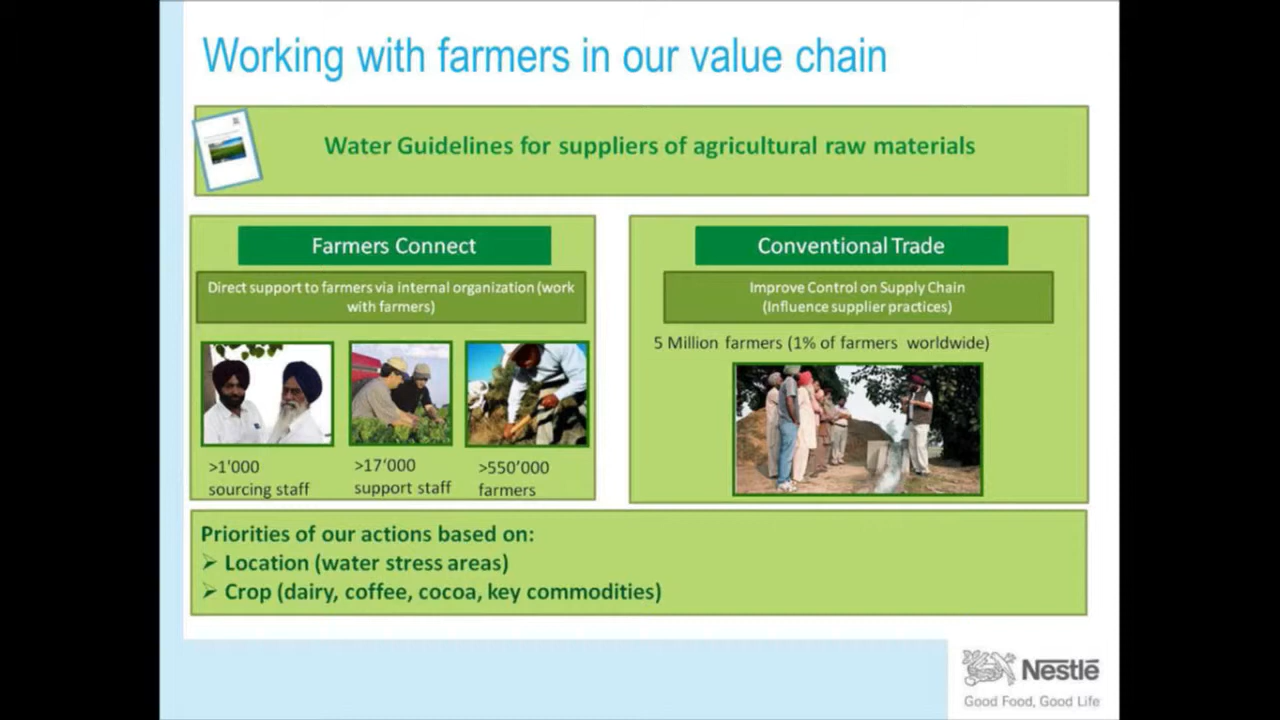 Working with farmers in our value chain
Water Guidelines for suppliers of agricultural raw materials
Farmers Connect
Direct support to farmers via internal organization (work
with farmers)
>1'000
sourcing staff
>17'000
support staff
>550'000
farmers
Conventional Trade
Improve Control on Supply Chain
(Influence supplier practices)
5 Million farmers (1% of farmers worldwide)
Priorities of our actions based on:
➢ Location (water stress areas)
➢ Crop (dairy, coffee, cocoa, key commodities)
Nestlé
Good Food, Good Life